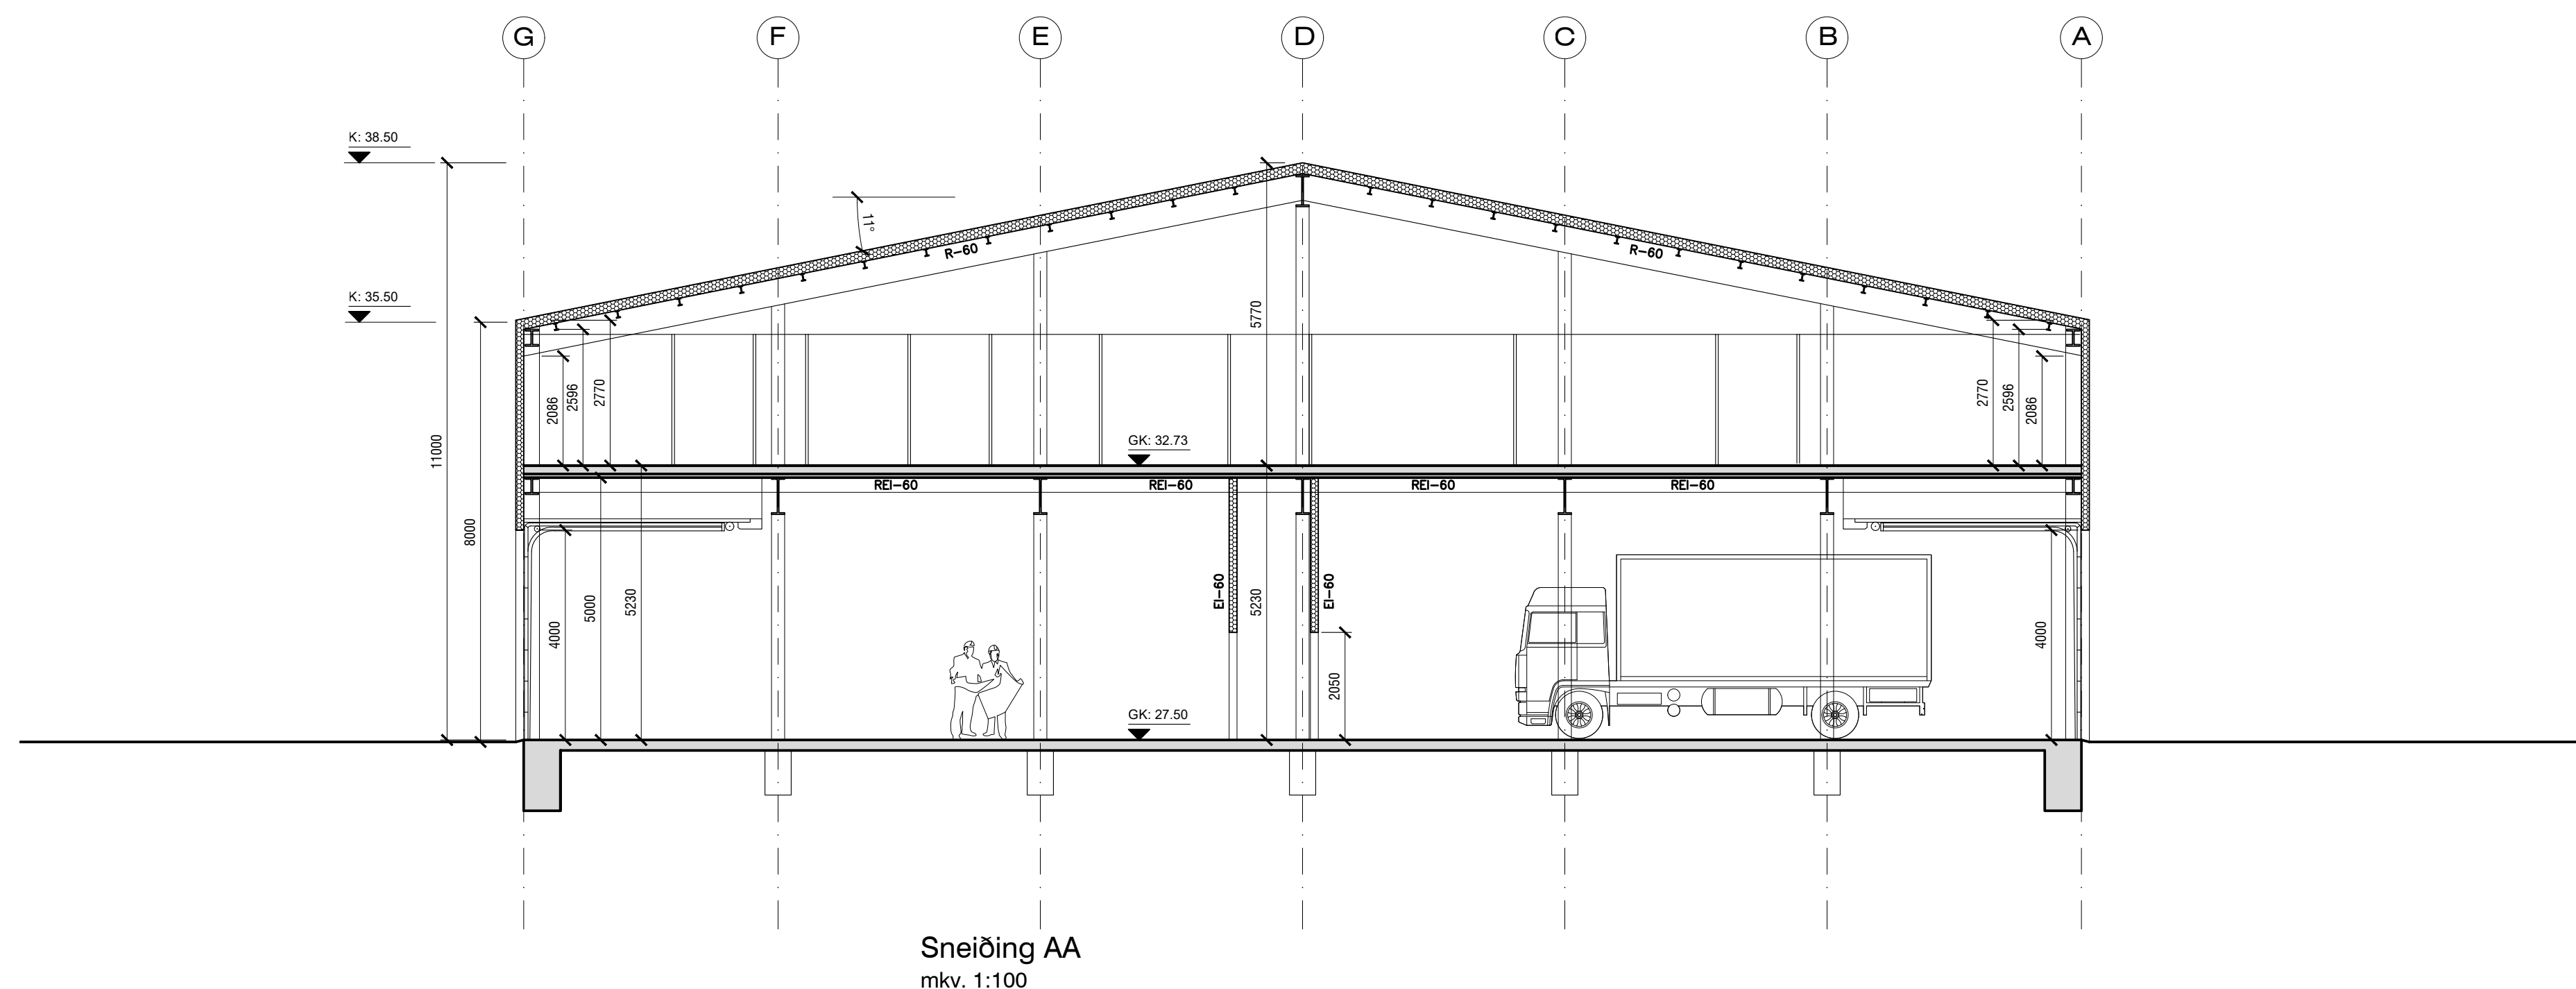 G F E D C B A
K: 38.50
11°
R-60 R-60
K: 35.50
5770
2086 2596 2770
2770 2596 2086
11000
GK: 32.73
REI-60 REI-60 REI-60 REI-60
8000
EI-60 5230 EI-60
4000 5000 5230
4000
2050
GK: 27.50
Sneiðing AA
mkv. 1:100